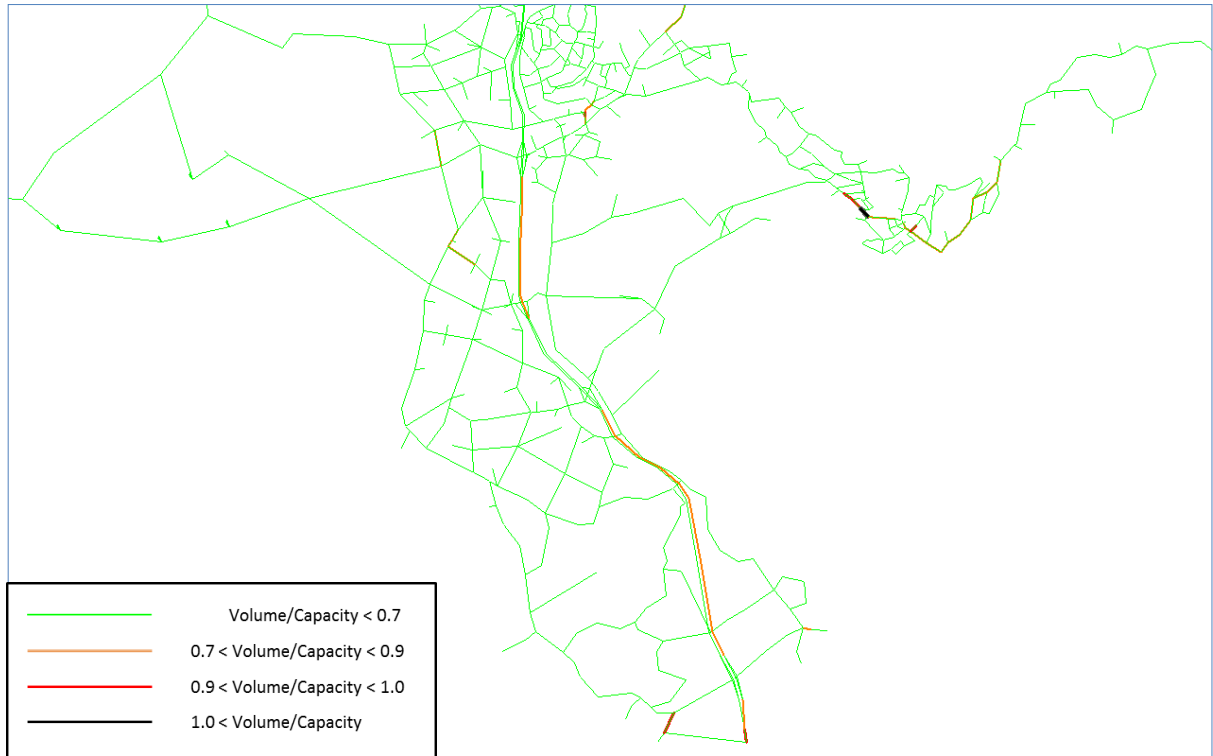 Volume/Capacity < 0.7
0.7 < Volume/Capacity < 0.9
0.9 < Volume/Capacity < 1.0
1.0 < Volume/Capacity